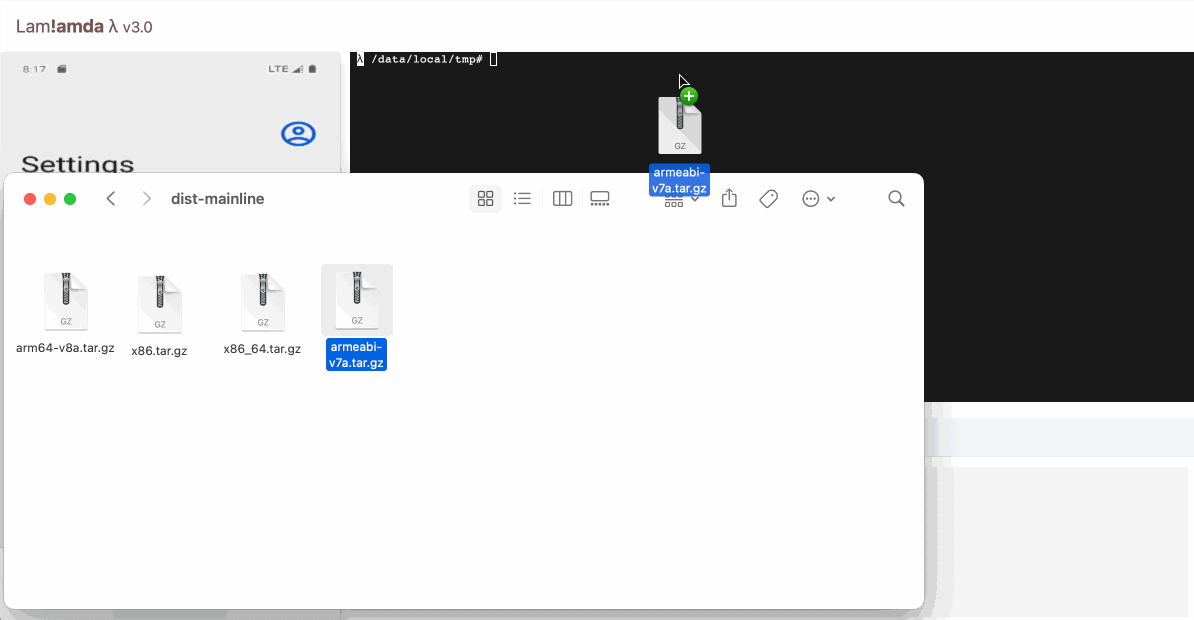 Lam!amda λ v3.0
8:17
LTE
λ /data/local/tmp#
GZ
armeabi-
v7a.tar.gz
Settings
dist-mainline
GZ
GZ
GZ
GZ
arm64-v8a.tar.gz
x86.tar.gz
x86_64.tar.gz
armeabi-
v7a.tar.gz